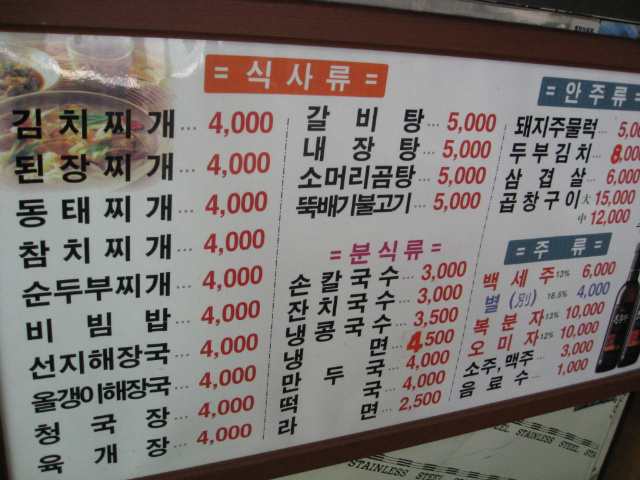 = 식사류 =
김치찌개... 4,000
된장찌개... 4,000
동태찌개... 4,000
참치찌개... 4,000
순두부찌개... 4,000
비빔밥... 4,000
선지해장국... 4,000
올갱이해장국... 4,000
청국장... 4,000
육개장... 4,000
갈비탕... 5,000
내장탕... 5,000
소머리곰탕... 5,000
뚝배기불고기... 5,000
= 분식류 =
손칼국수... 3,000
잔치국수... 3,000
냉콩국수... 3,500
냉면... 4,500
만두국... 4,000
떡국... 4,000
라면... 2,500
= 안주류 =
돼지주물럭...
두부김치...
삼겹살... 6,000
곱창구이 大 15,000
中 12,000
= 주류 =
백세주 13% 6,000
별(別) 16.5% 4,000
복분자 13% 10,000
오미자 12% 10,000
소주,맥주... 3,000
음료수... 1,000
STAINLESS STEEL
STAINLESS STEEL